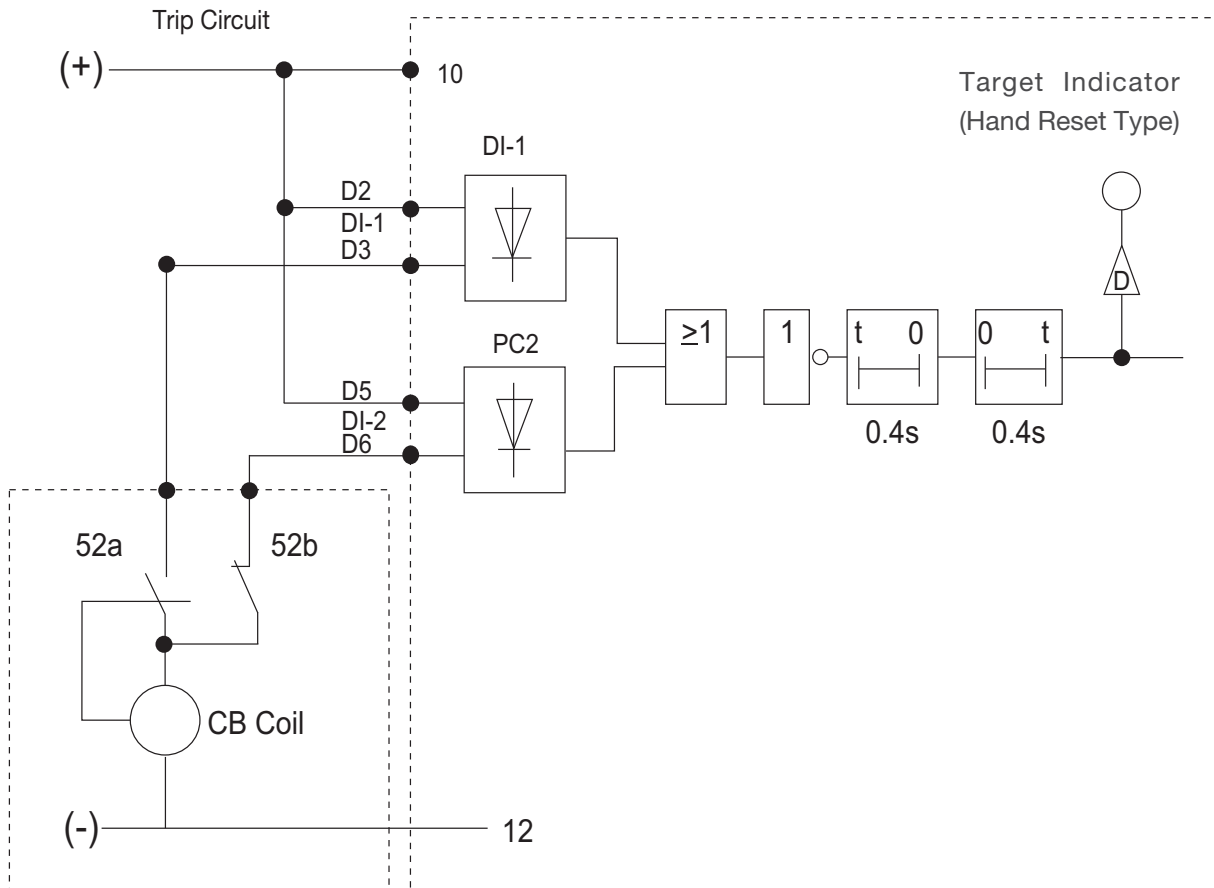 Trip Circuit
(+)
10
Target Indicator
(Hand Reset Type)
DI-1
D2
DI-1
D3
D
PC2
≥1
1
t 0
0 t
D5
DI-2
D6
0.4s
0.4s
52a
52b
CB Coil
(-)
12